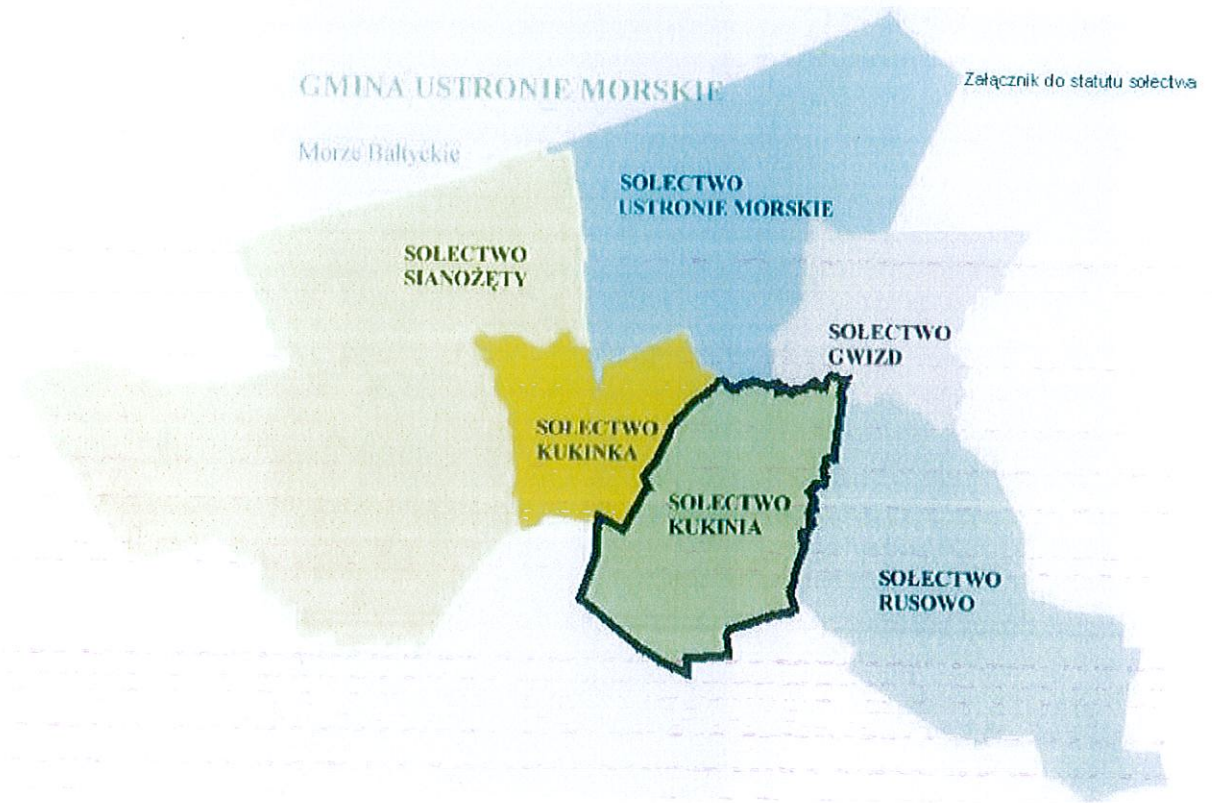 GMINA USTRONIE MORSKIE
Załącznik do statutu sołectwa
Morze Bałtyckie
SOŁECTWO
USTRONIE MORSKIE
SOŁECTWO
SIANOŻĘTY
SOŁECTWO
GWIZD
SOŁECTWO
KUKINKA
SOŁECTWO
KUKINIA
SOŁECTWO
RUSOWO